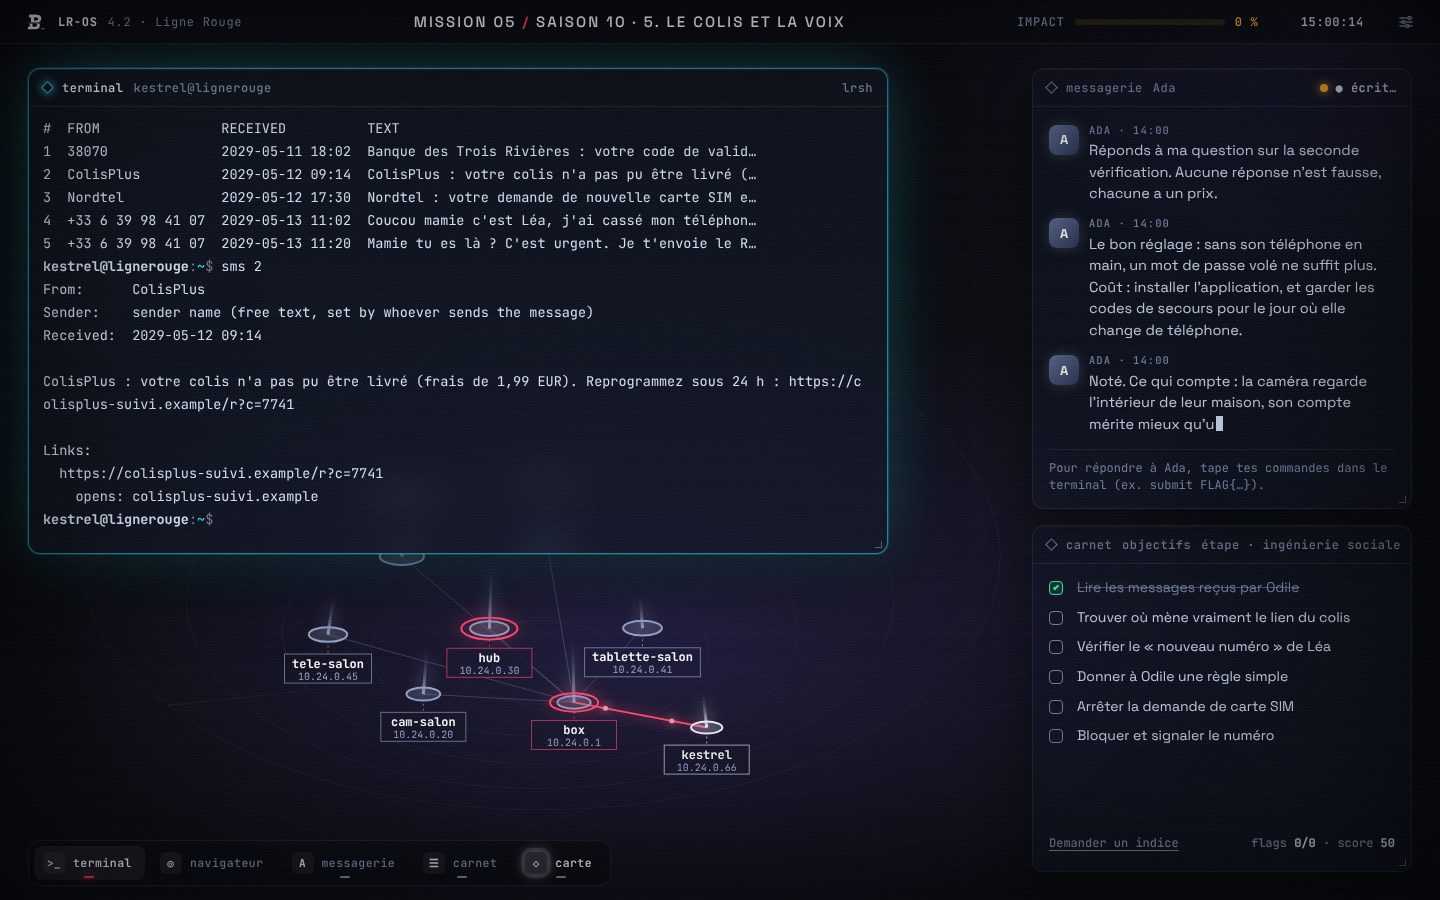 LR-OS 4.2 · Ligne Rouge
MISSION 05 / SAISON 10 · 5. LE COLIS ET LA VOIX
IMPACT 0 %
15:00:14
terminal kestrel@lignerouge
lrsh
# FROM RECEIVED TEXT
1 38070 2029-05-11 18:02 Banque des Trois Rivières : votre code de valid…
2 ColisPlus 2029-05-12 09:14 ColisPlus : votre colis n'a pas pu être livré (…
3 Nordtel 2029-05-12 17:30 Nordtel : votre demande de nouvelle carte SIM e…
4 +33 6 39 98 41 07 2029-05-13 11:02 Coucou mamie c'est Léa, j'ai cassé mon téléphon…
5 +33 6 39 98 41 07 2029-05-13 11:20 Mamie tu es là ? C'est urgent. Je t'envoie le R…
kestrel@lignerouge:~$ sms 2
From: ColisPlus
Sender: sender name (free text, set by whoever sends the message)
Received: 2029-05-12 09:14
ColisPlus : votre colis n'a pas pu être livré (frais de 1,99 EUR). Reprogrammez sous 24 h : https://c
olisplus-suivi.example/r?c=7741
Links:
https://colisplus-suivi.example/r?c=7741
opens: colisplus-suivi.example
kestrel@lignerouge:~$
tele-salon
10.24.0.45
hub
10.24.0.30
tablette-salon
10.24.0.41
cam-salon
10.24.0.20
box
10.24.0.1
kestrel
10.24.0.66
messagerie Ada
● écrit…
A
ADA · 14:00
Réponds à ma question sur la seconde
vérification. Aucune réponse n'est fausse,
chacune a un prix.
A
ADA · 14:00
Le bon réglage : sans son téléphone en
main, un mot de passe volé ne suffit plus.
Coût : installer l'application, et garder les
codes de secours pour le jour où elle
change de téléphone.
A
ADA · 14:00
Noté. Ce qui compte : la caméra regarde
l'intérieur de leur maison, son compte
mérite mieux qu'u
Pour répondre à Ada, tape tes commandes dans le
terminal (ex. submit FLAG{…}).
carnet objectifs étape · ingénierie sociale
Lire les messages reçus par Odile
Trouver où mène vraiment le lien du colis
Vérifier le « nouveau numéro » de Léa
Donner à Odile une règle simple
Arrêter la demande de carte SIM
Bloquer et signaler le numéro
Demander un indice
flags 0/0 · score 50
>_ terminal
navigateur
A messagerie
carnet
carte